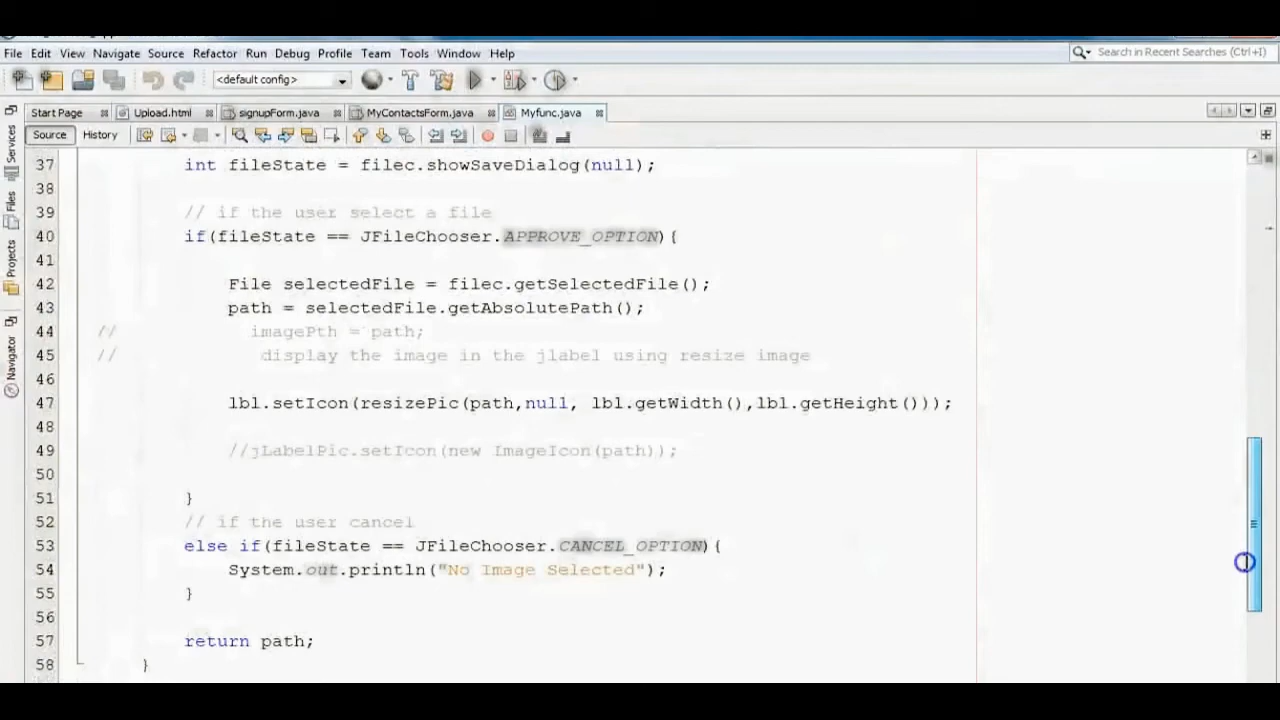 File Edit View Navigate Source Refactor Run Debug Profile Team Tools Window Help
Search in Recent Searches (Ctrl+I)
<default config>
Start Page Upload.html signupForm.java MyContactsForm.java Myfunc.java
Source History
Services
Files
Projects
Navigator
37 int fileState = filec.showSaveDialog(null);
38
39 // if the user select a file
40 if(fileState == JFileChooser.APPROVE_OPTION){
41
42 File selectedFile = filec.getSelectedFile();
43 path = selectedFile.getAbsolutePath();
44 // imagePth = path;
45 // display the image in the jlabel using resize image
46
47 lbl.setIcon(resizePic(path,null, lbl.getWidth(),lbl.getHeight()));
48
49 //jLabelPic.setIcon(new ImageIcon(path));
50
51 }
52 // if the user cancel
53 else if(fileState == JFileChooser.CANCEL_OPTION){
54 System.out.println("No Image Selected");
55 }
56
57 return path;
58 }